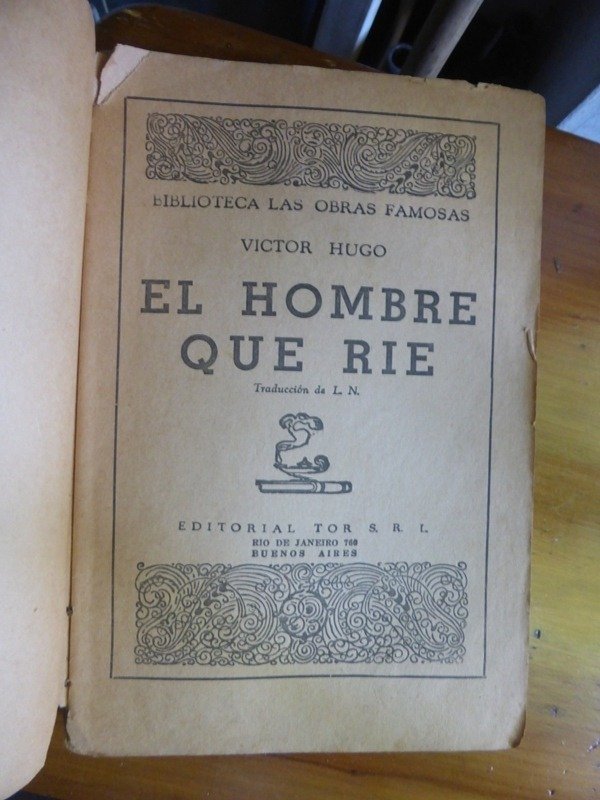 BIBLIOTECA LAS OBRAS FAMOSAS
VICTOR HUGO
EL HOMBRE
QUE RIE
Traducción de L. N.
EDITORIAL TOR S. R. L.
RIO DE JANEIRO 760
BUENOS AIRES